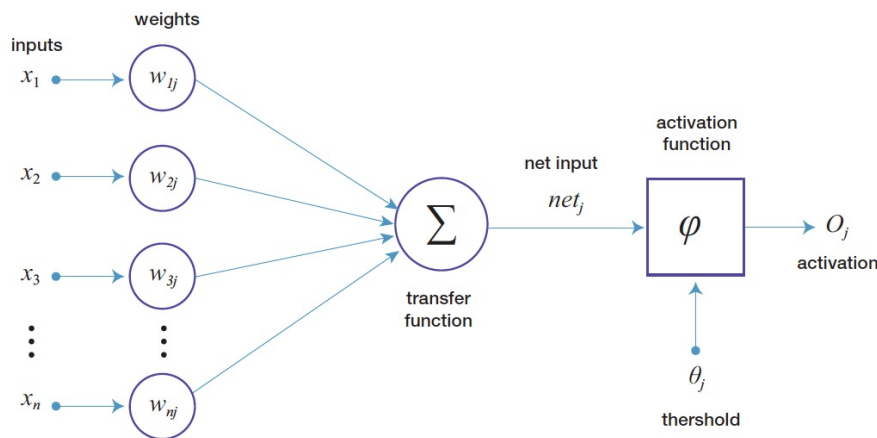 weights
inputs
x1
w1j
x2
w2j
x3
w3j
xn
wnj
∑
transfer
function
net input
netj
activation
function
φ
Oj
activation
θj
thershold